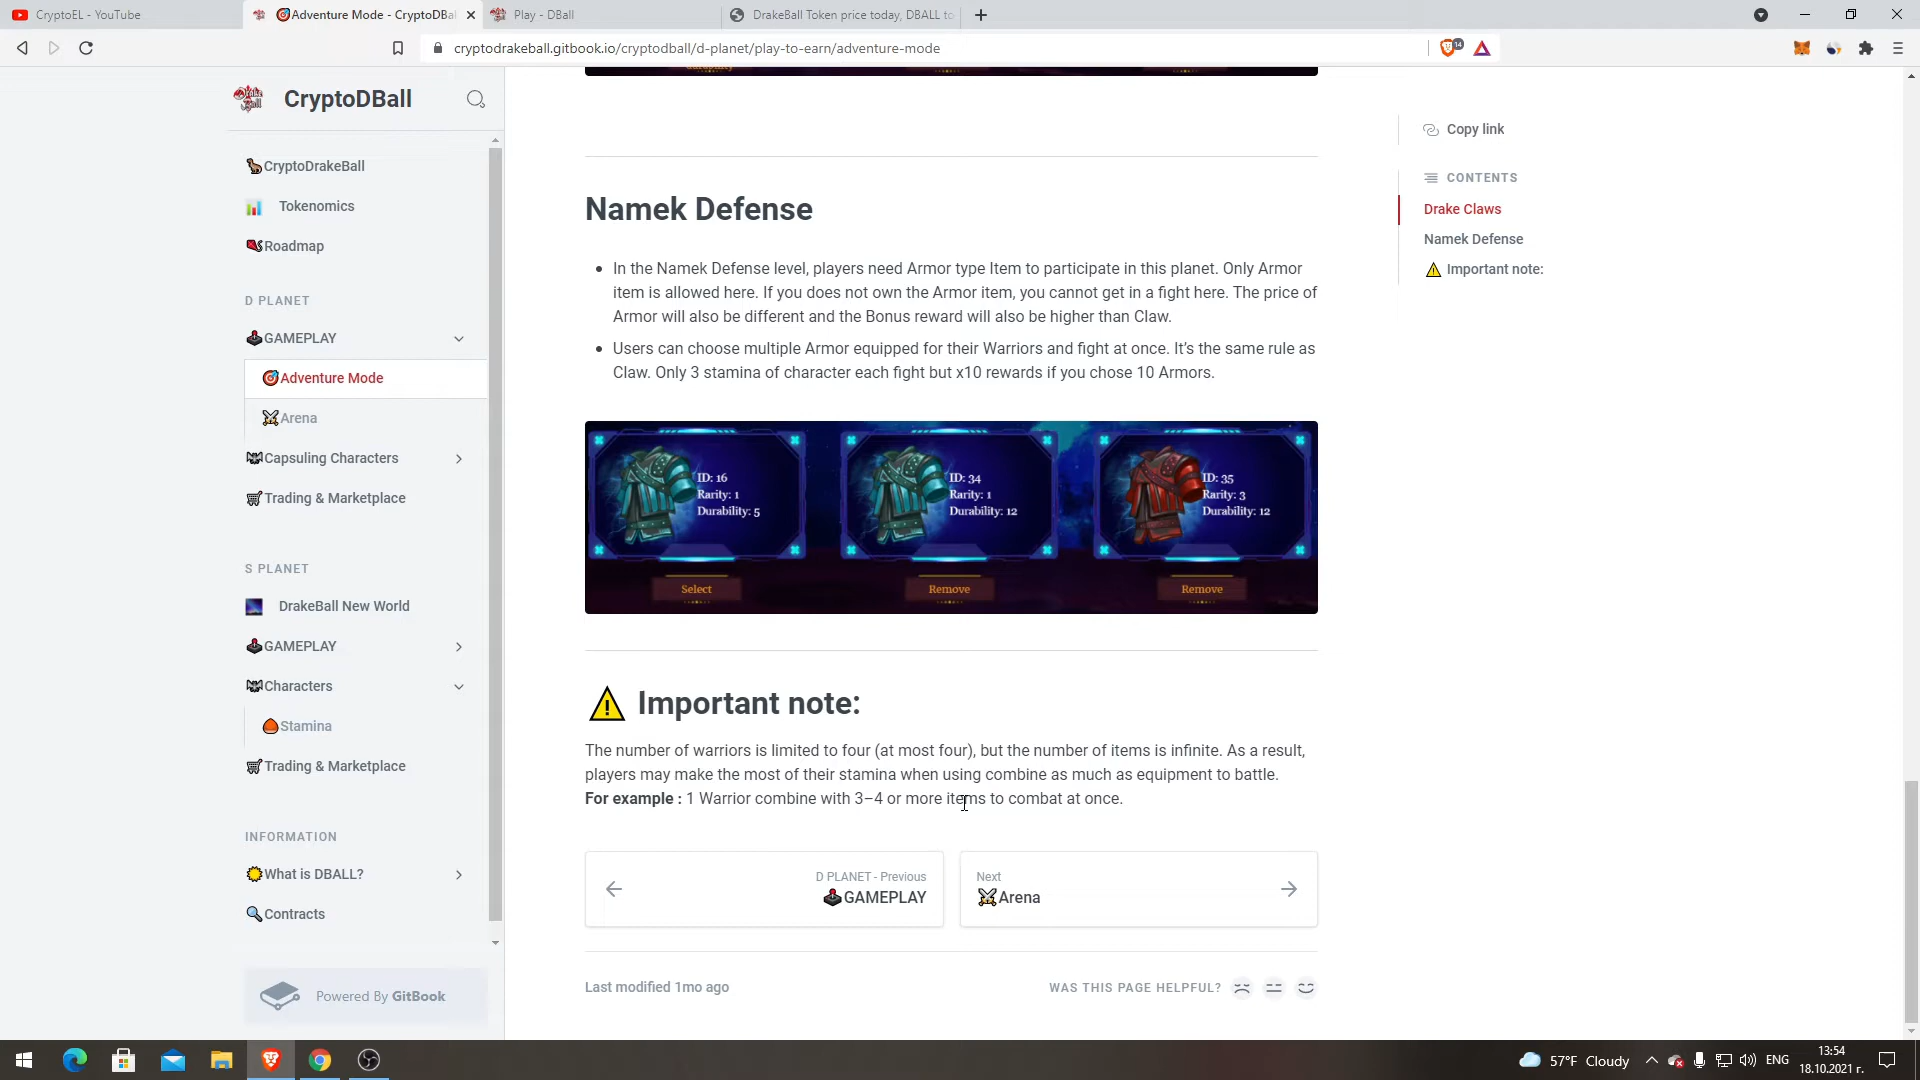 CryptoEL - YouTube
Adventure Mode - CryptoDBal
Play - DBall
DrakeBall Token price today, DBALL to
cryptodrakeball.gitbook.io/cryptodball/d-planet/play-to-earn/adventure-mode
14
CryptoDBall
CryptoDrakeBall
Tokenomics
Roadmap
D PLANET
GAMEPLAY
Adventure Mode
Arena
Capsuling Characters
Trading & Marketplace
S PLANET
DrakeBall New World
GAMEPLAY
Characters
Stamina
Trading & Marketplace
INFORMATION
What is DBALL?
Contracts
Powered By GitBook
Namek Defense
In the Namek Defense level, players need Armor type Item to participate in this planet. Only Armor
item is allowed here. If you does not own the Armor item, you cannot get in a fight here. The price of
Armor will also be different and the Bonus reward will also be higher than Claw.
Users can choose multiple Armor equipped for their Warriors and fight at once. It's the same rule as
Claw. Only 3 stamina of character each fight but x10 rewards if you chose 10 Armors.
ID: 16
Rarity: 1
Durability: 5
Select
ID: 34
Rarity: 1
Durability: 12
Remove
ID: 35
Rarity: 3
Durability: 12
Remove
Important note:
The number of warriors is limited to four (at most four), but the number of items is infinite. As a result,
players may make the most of their stamina when using combine as much as equipment to battle.
For example : 1 Warrior combine with 3–4 or more items to combat at once.
D PLANET - Previous
GAMEPLAY
Next
Arena
Last modified 1mo ago
WAS THIS PAGE HELPFUL?
Copy link
CONTENTS
Drake Claws
Namek Defense
Important note:
57°F Cloudy
ENG
13:54
18.10.2021 г.